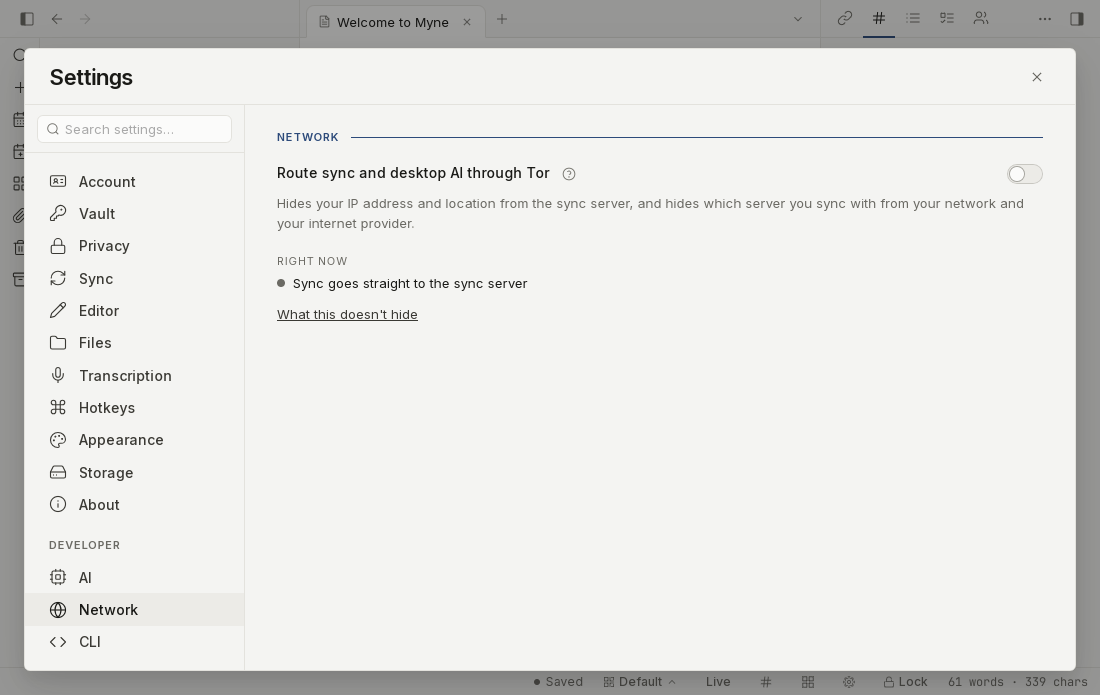 Welcome to Myne
Settings
Search settings...
Account
Vault
Privacy
Sync
Editor
Files
Transcription
Hotkeys
Appearance
Storage
About
DEVELOPER
AI
Network
CLI
NETWORK
Route sync and desktop AI through Tor
Hides your IP address and location from the sync server, and hides which server you sync with from your network and
your internet provider.
RIGHT NOW
Sync goes straight to the sync server
What this doesn't hide
Saved
Default
Live
Lock
61 words · 339 chars